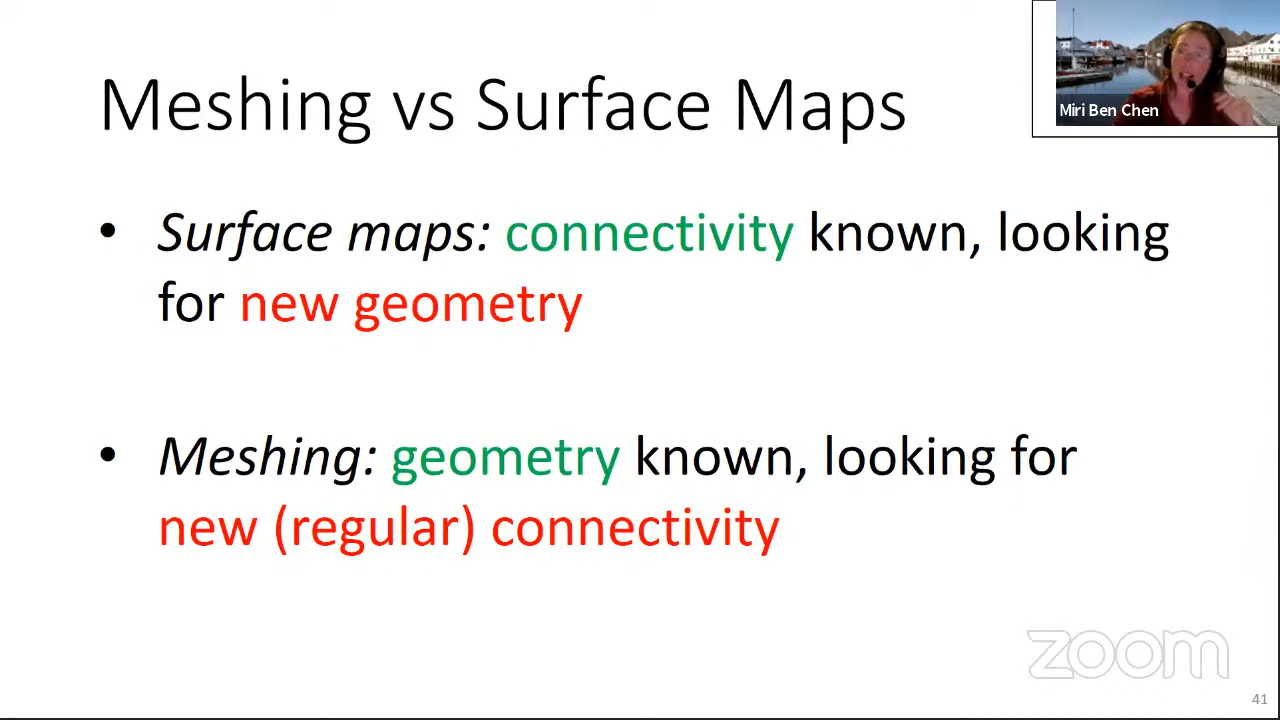 Meshing vs Surface Maps
Miri Ben Chen
• Surface maps: connectivity known, looking
for new geometry
• Meshing: geometry known, looking for
new (regular) connectivity
zoom
41